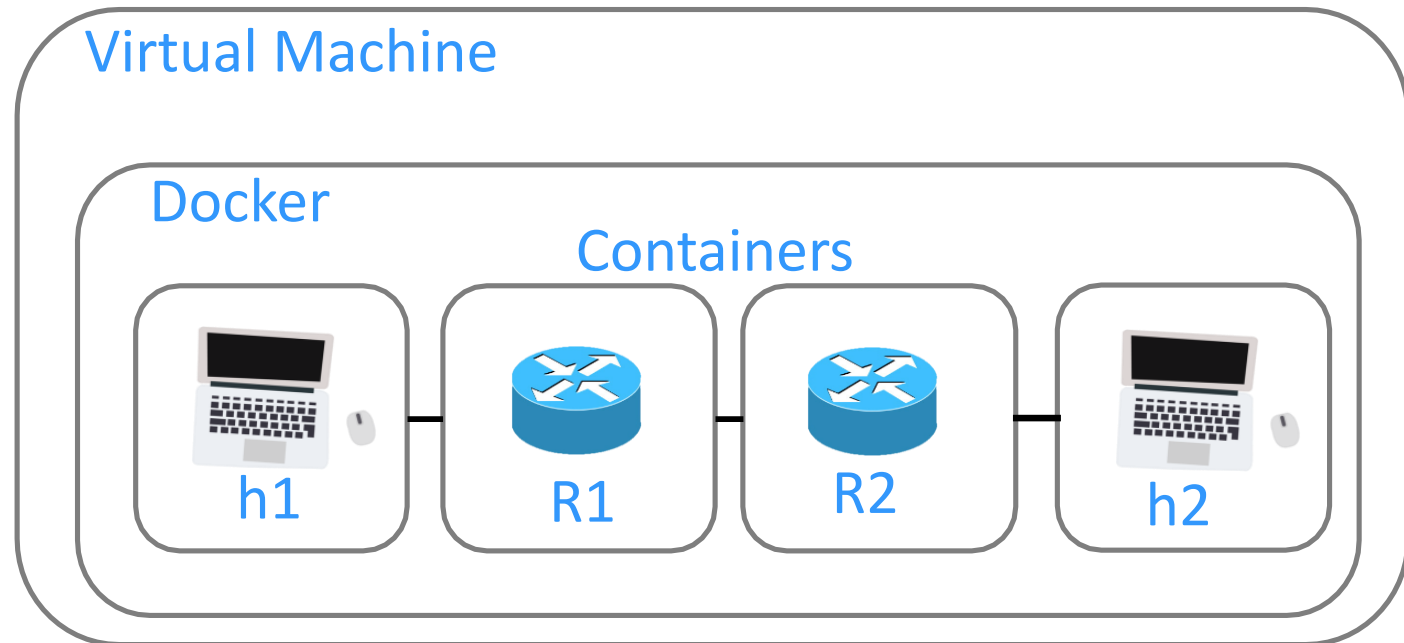 Virtual Machine
Docker
Containers
h1
R1
R2
h2